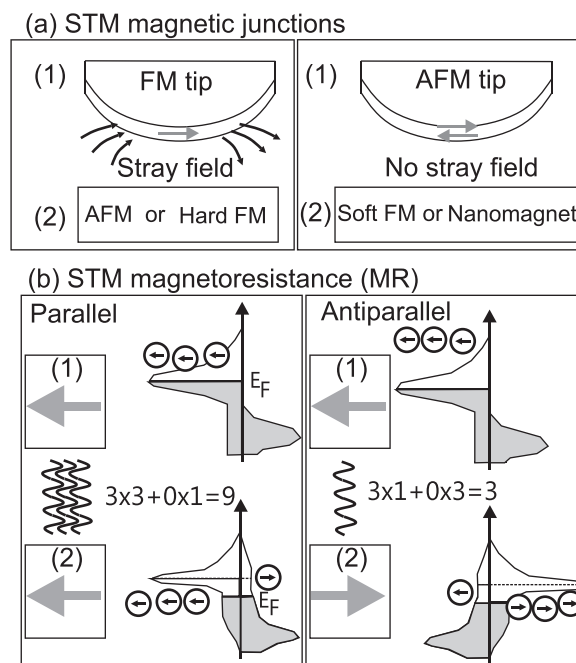 (a) STM magnetic junctions
(1)
FM tip
Stray field
(2)
AFM or Hard FM
(1)
AFM tip
No stray field
(2)
Soft FM or Nanomagnet
(b) STM magnetoresistance (MR)
Parallel
(1)
E_F
3x3+0x1=9
(2)
E_F
Antiparallel
(1)
3x1+0x3=3
(2)